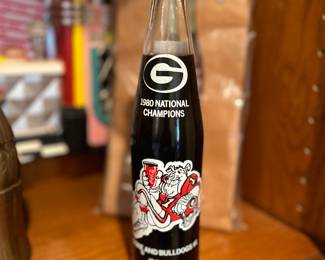 G
1980 NATIONAL
CHAMPIONS
AND BULLDOGS